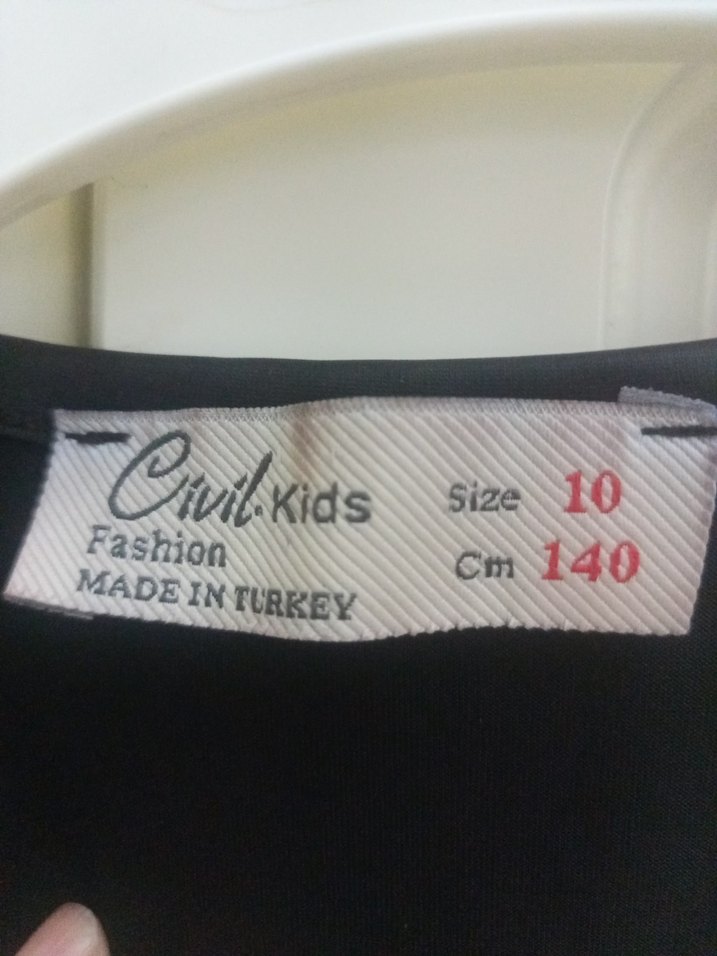 Civil.Kids
Fashion
MADE IN TURKEY
Size 10
Cm 140